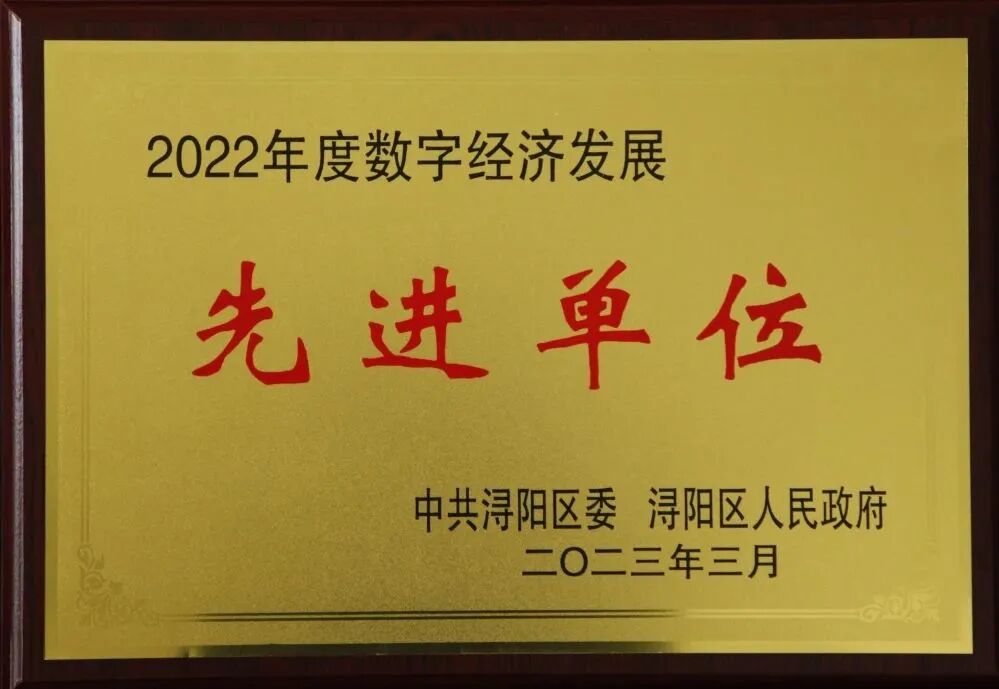 2022年度数字经济发展
先进单位
中共浔阳区委 浔阳区人民政府
二〇二三年三月